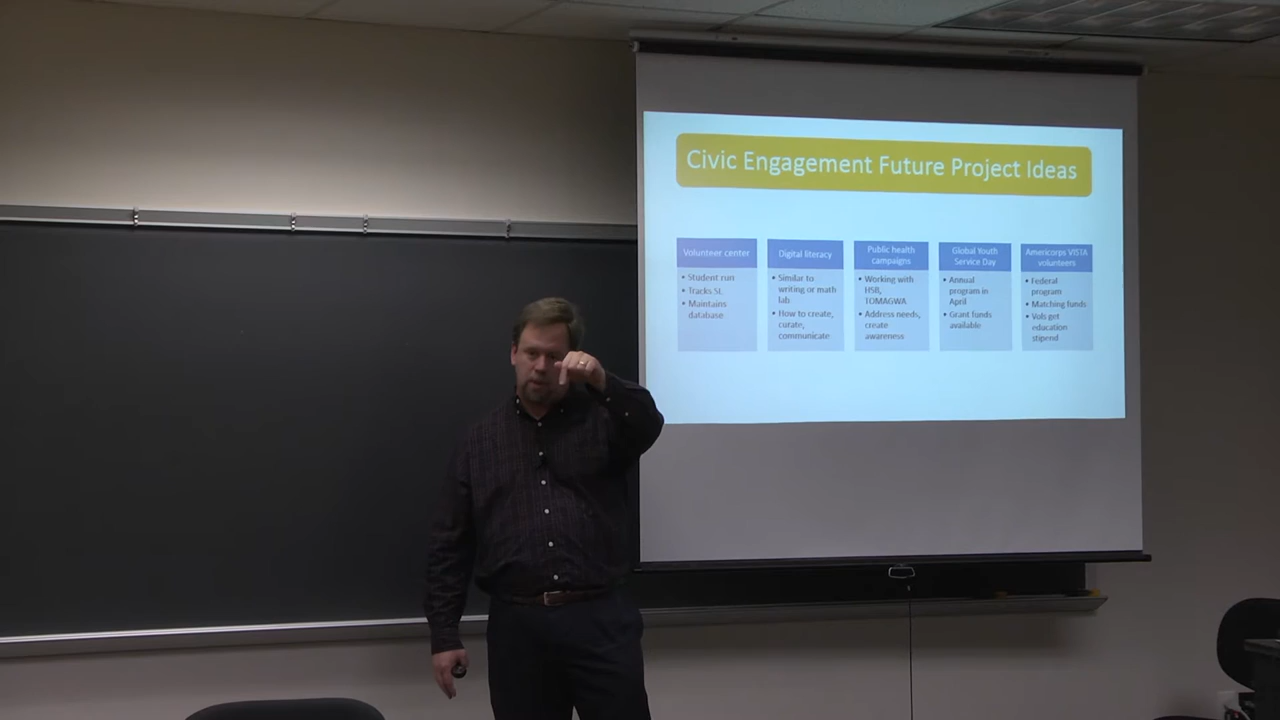 Civic Engagement Future Project Ideas
Volunteer center
• Student run
• Tracks SL
• Maintains
database
Digital literacy
• Similar to
writing or math
lab
• How to create,
curate,
communicate
Public health
campaigns
• Working with
HSB,
TOMAGWA
• Address needs,
create
awareness
Global Youth
Service Day
• Annual
program in
April
• Grant funds
available
Americorps VISTA
volunteers
• Federal
program
• Matching funds
• Vols get
education
stipend